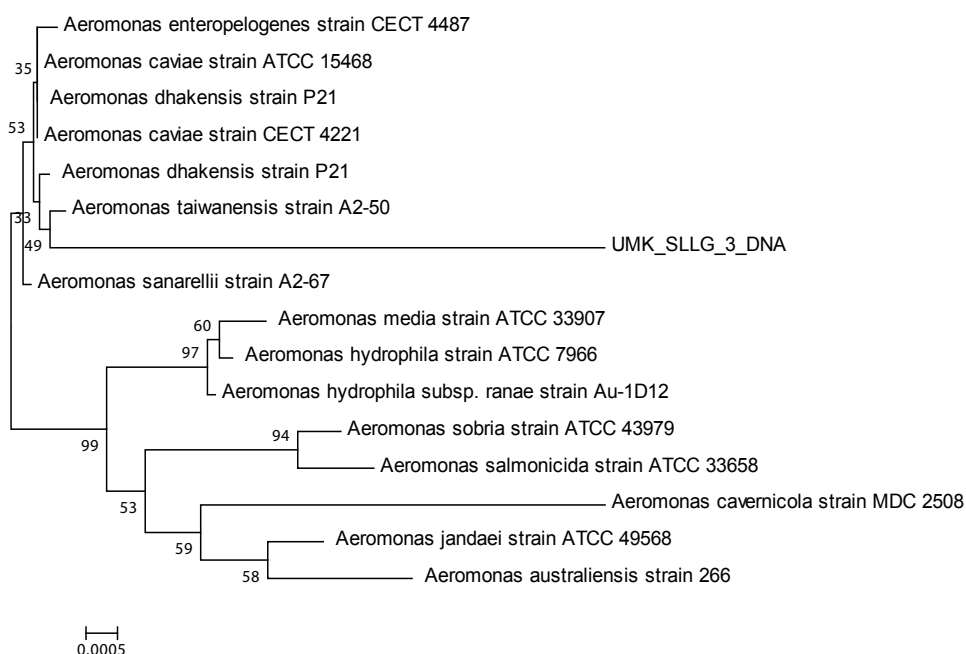 Aeromonas enteropelogenes strain CECT 4487
35
Aeromonas caviae strain ATCC 15468
Aeromonas dhakensis strain P21
53
Aeromonas caviae strain CECT 4221
Aeromonas dhakensis strain P21
Aeromonas taiwanensis strain A2-50
33
49
UMK_SLLG_3_DNA
Aeromonas sanarellii strain A2-67
Aeromonas media strain ATCC 33907
60
97
Aeromonas hydrophila strain ATCC 7966
Aeromonas hydrophila subsp. ranae strain Au-1D12
99
Aeromonas sobria strain ATCC 43979
94
Aeromonas salmonicida strain ATCC 33658
53
Aeromonas cavernicola strain MDC 2508
59
Aeromonas jandaei strain ATCC 49568
58
Aeromonas australiensis strain 266
0.0005